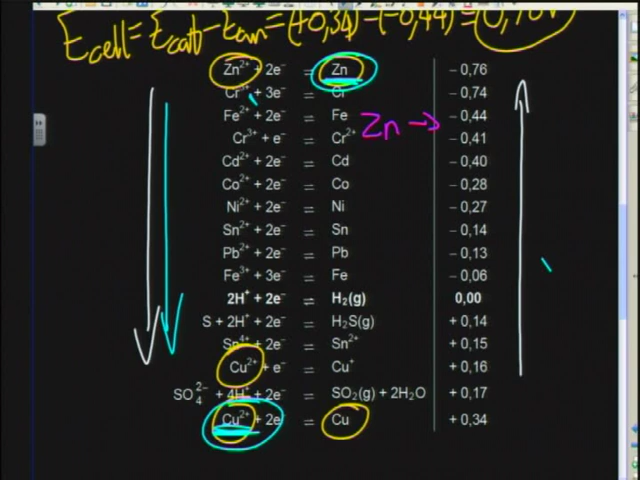 Ecell = Ecat - Ean = (+0,34) - (-0,44) = 0,78V
Zn²⁺ + 2e⁻ = Zn − 0,76
Cr³⁺ + 3e⁻ = Cr − 0,74
Fe²⁺ + 2e⁻ = Fe − 0,44
Zn →
Cr³⁺ + e⁻ = Cr²⁺ − 0,41
Cd²⁺ + 2e⁻ = Cd − 0,40
Co²⁺ + 2e⁻ = Co − 0,28
Ni²⁺ + 2e⁻ = Ni − 0,27
Sn²⁺ + 2e⁻ = Sn − 0,14
Pb²⁺ + 2e⁻ = Pb − 0,13
Fe³⁺ + 3e⁻ = Fe − 0,06
2H⁺ + 2e⁻ = H₂(g) 0,00
S + 2H⁺ + 2e⁻ = H₂S(g) + 0,14
Sn⁴⁺ + 2e⁻ = Sn²⁺ + 0,15
Cu²⁺ + e⁻ = Cu⁺ + 0,16
SO₄²⁻ + 4H⁺ + 2e⁻ = SO₂(g) + 2H₂O + 0,17
Cu²⁺ + 2e⁻ = Cu + 0,34